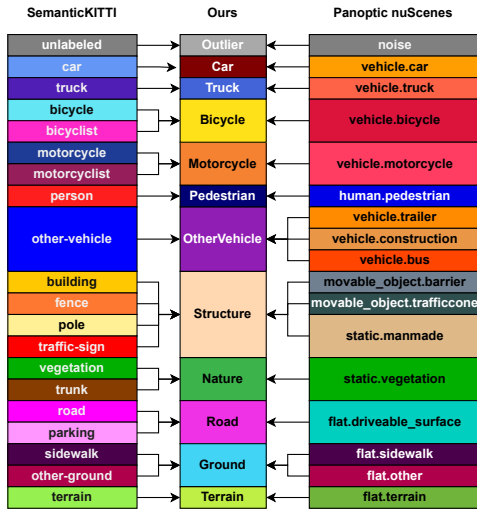 SemanticKITTI Ours Panoptic nuScenes
unlabeled Outlier noise
car Car vehicle.car
truck Truck vehicle.truck
bicycle
bicyclist
Bicycle vehicle.bicycle
motorcycle
motorcyclist
Motorcycle vehicle.motorcycle
person Pedestrian human.pedestrian
other-vehicle OtherVehicle
vehicle.trailer
vehicle.construction
vehicle.bus
building
fence
pole
traffic-sign
Structure
movable_object.barrier
movable_object.trafficcone
static.manmade
vegetation
trunk
Nature static.vegetation
road
parking
Road flat.driveable_surface
sidewalk
other-ground
Ground
flat.sidewalk
flat.other
terrain Terrain flat.terrain